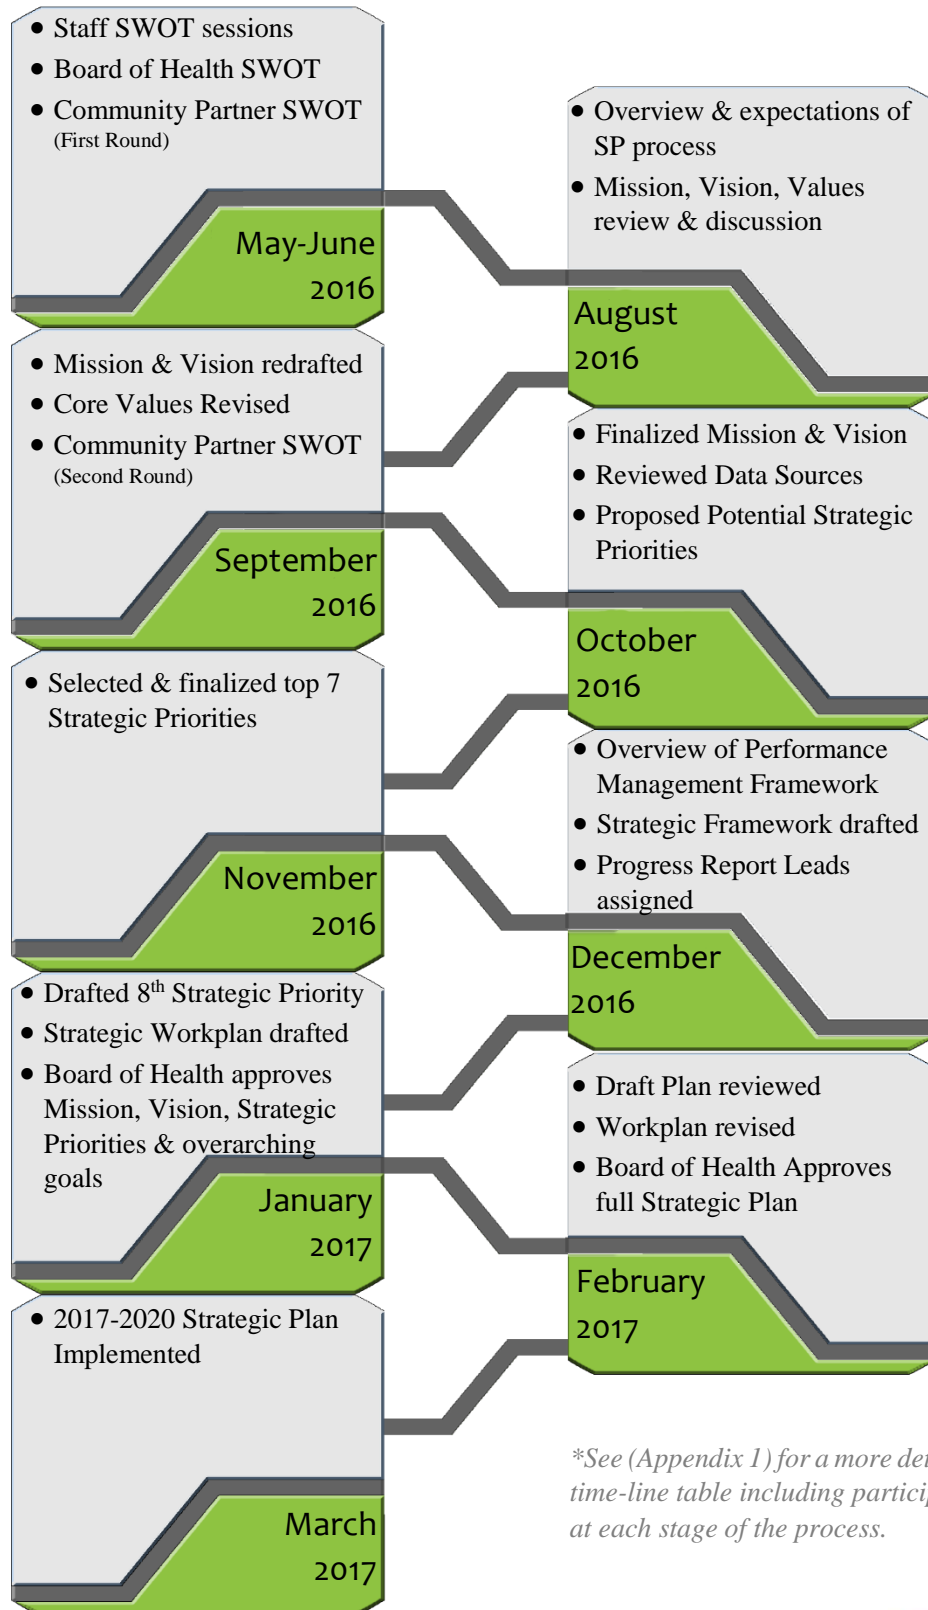 • Staff SWOT sessions
• Board of Health SWOT
• Community Partner SWOT
(First Round)
May-June
2016
• Overview & expectations of
SP process
• Mission, Vision, Values
review & discussion
August
2016
• Mission & Vision redrafted
• Core Values Revised
• Community Partner SWOT
(Second Round)
September
2016
• Finalized Mission & Vision
• Reviewed Data Sources
• Proposed Potential Strategic
Priorities
October
2016
• Selected & finalized top 7
Strategic Priorities
November
2016
• Overview of Performance
Management Framework
• Strategic Framework drafted
• Progress Report Leads
assigned
December
2016
• Drafted 8th Strategic Priority
• Strategic Workplan drafted
• Board of Health approves
Mission, Vision, Strategic
Priorities & overarching
goals
January
2017
• Draft Plan reviewed
• Workplan revised
• Board of Health Approves
full Strategic Plan
February
2017
• 2017-2020 Strategic Plan
Implemented
March
2017
*See (Appendix 1) for a more
time-line table including
at each stage of the process.